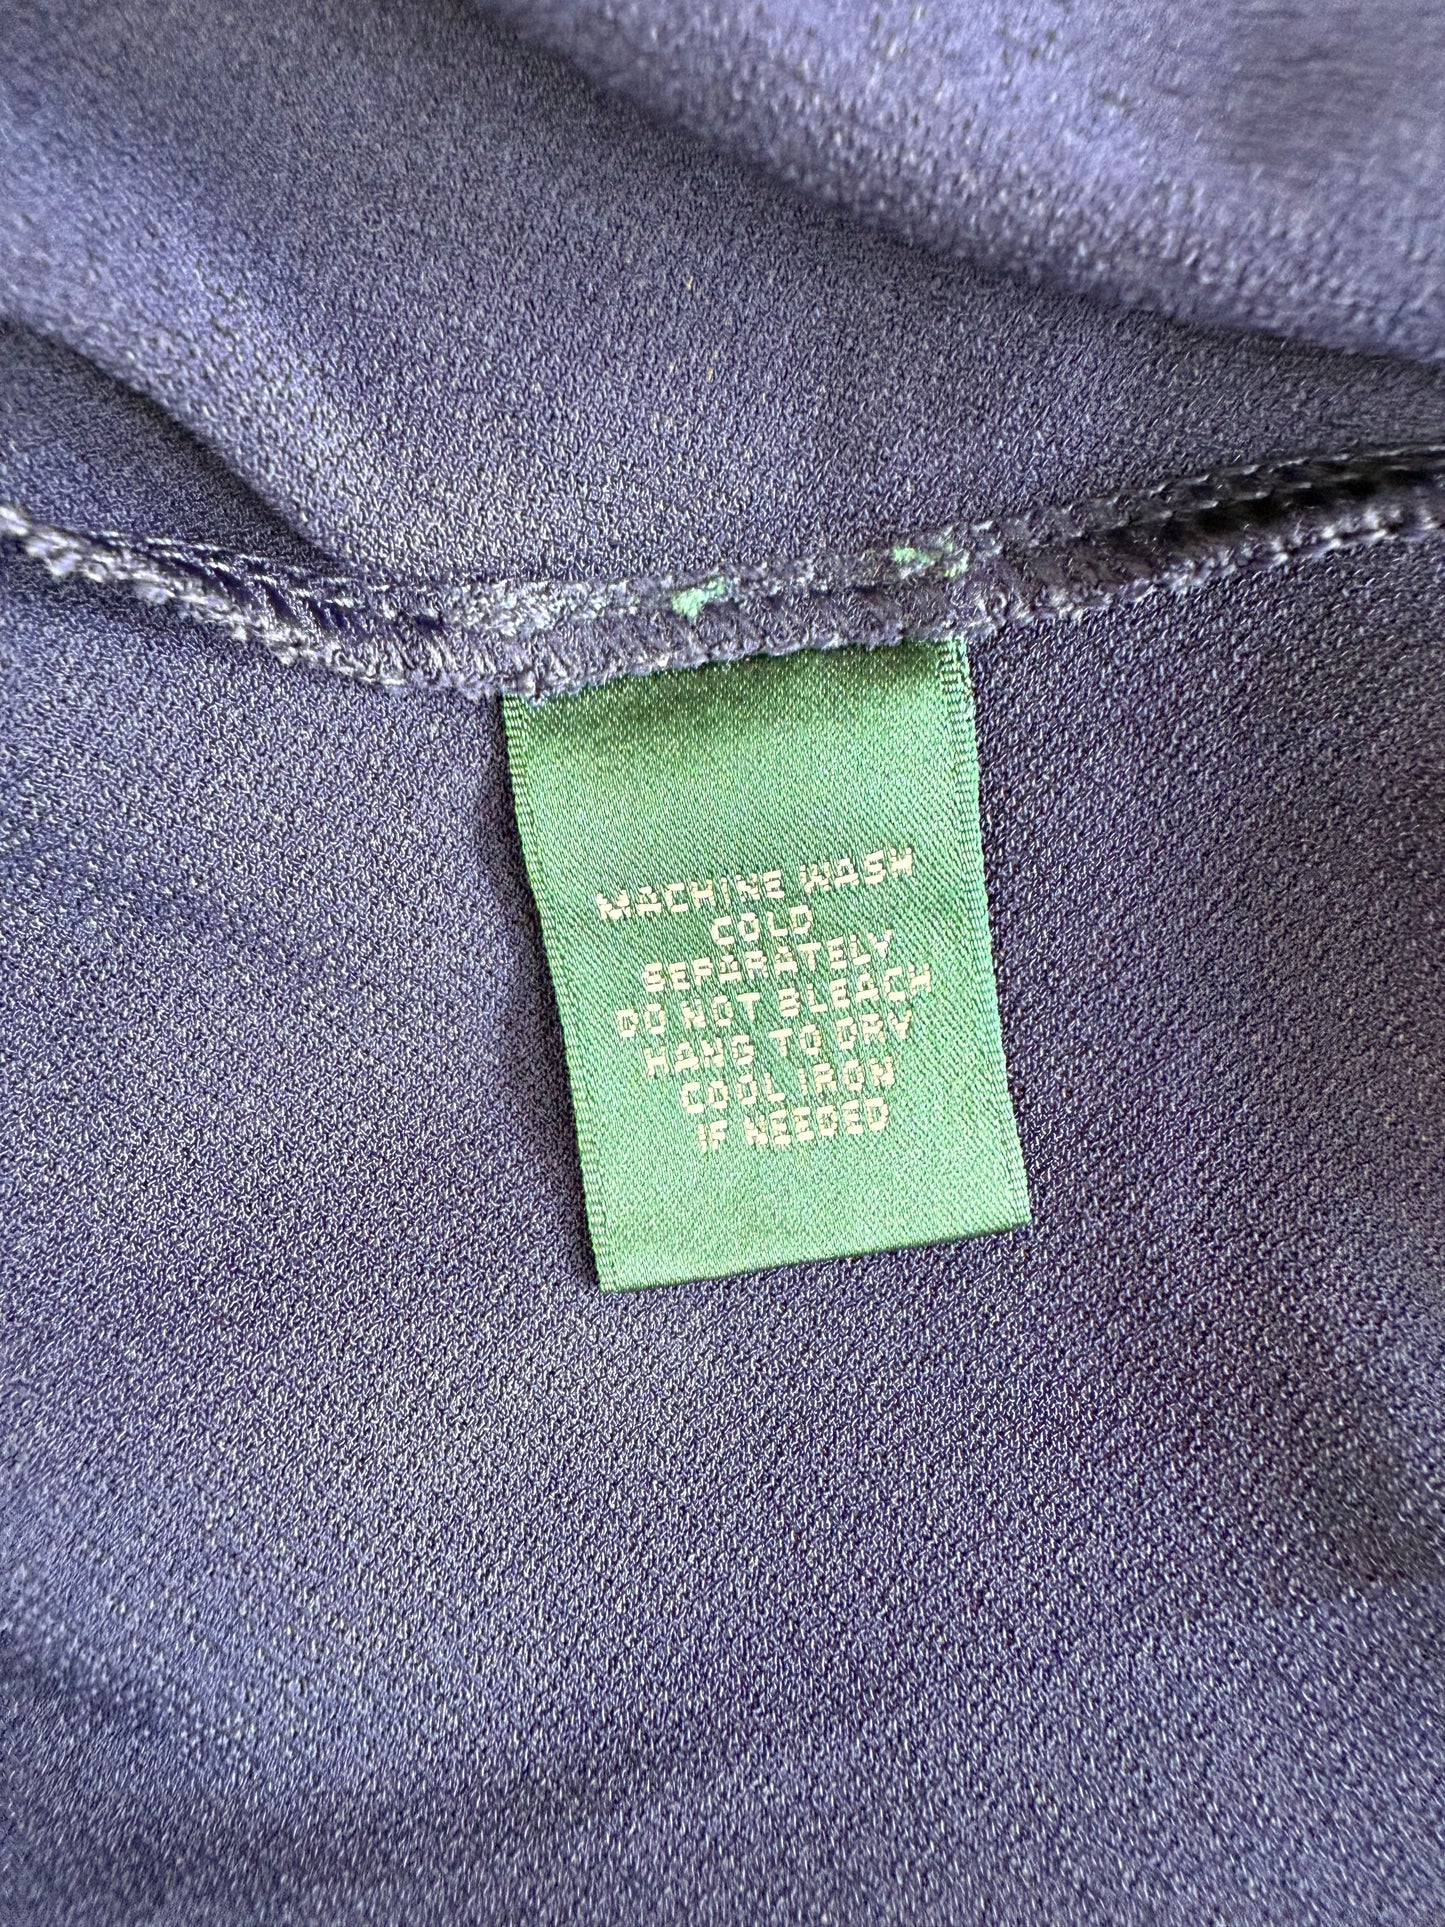 MACHINE WASH
COLD
SEPARATELY
DO NOT BLEACH
HANG TO DRY
COOL IRON
IF NEEDED